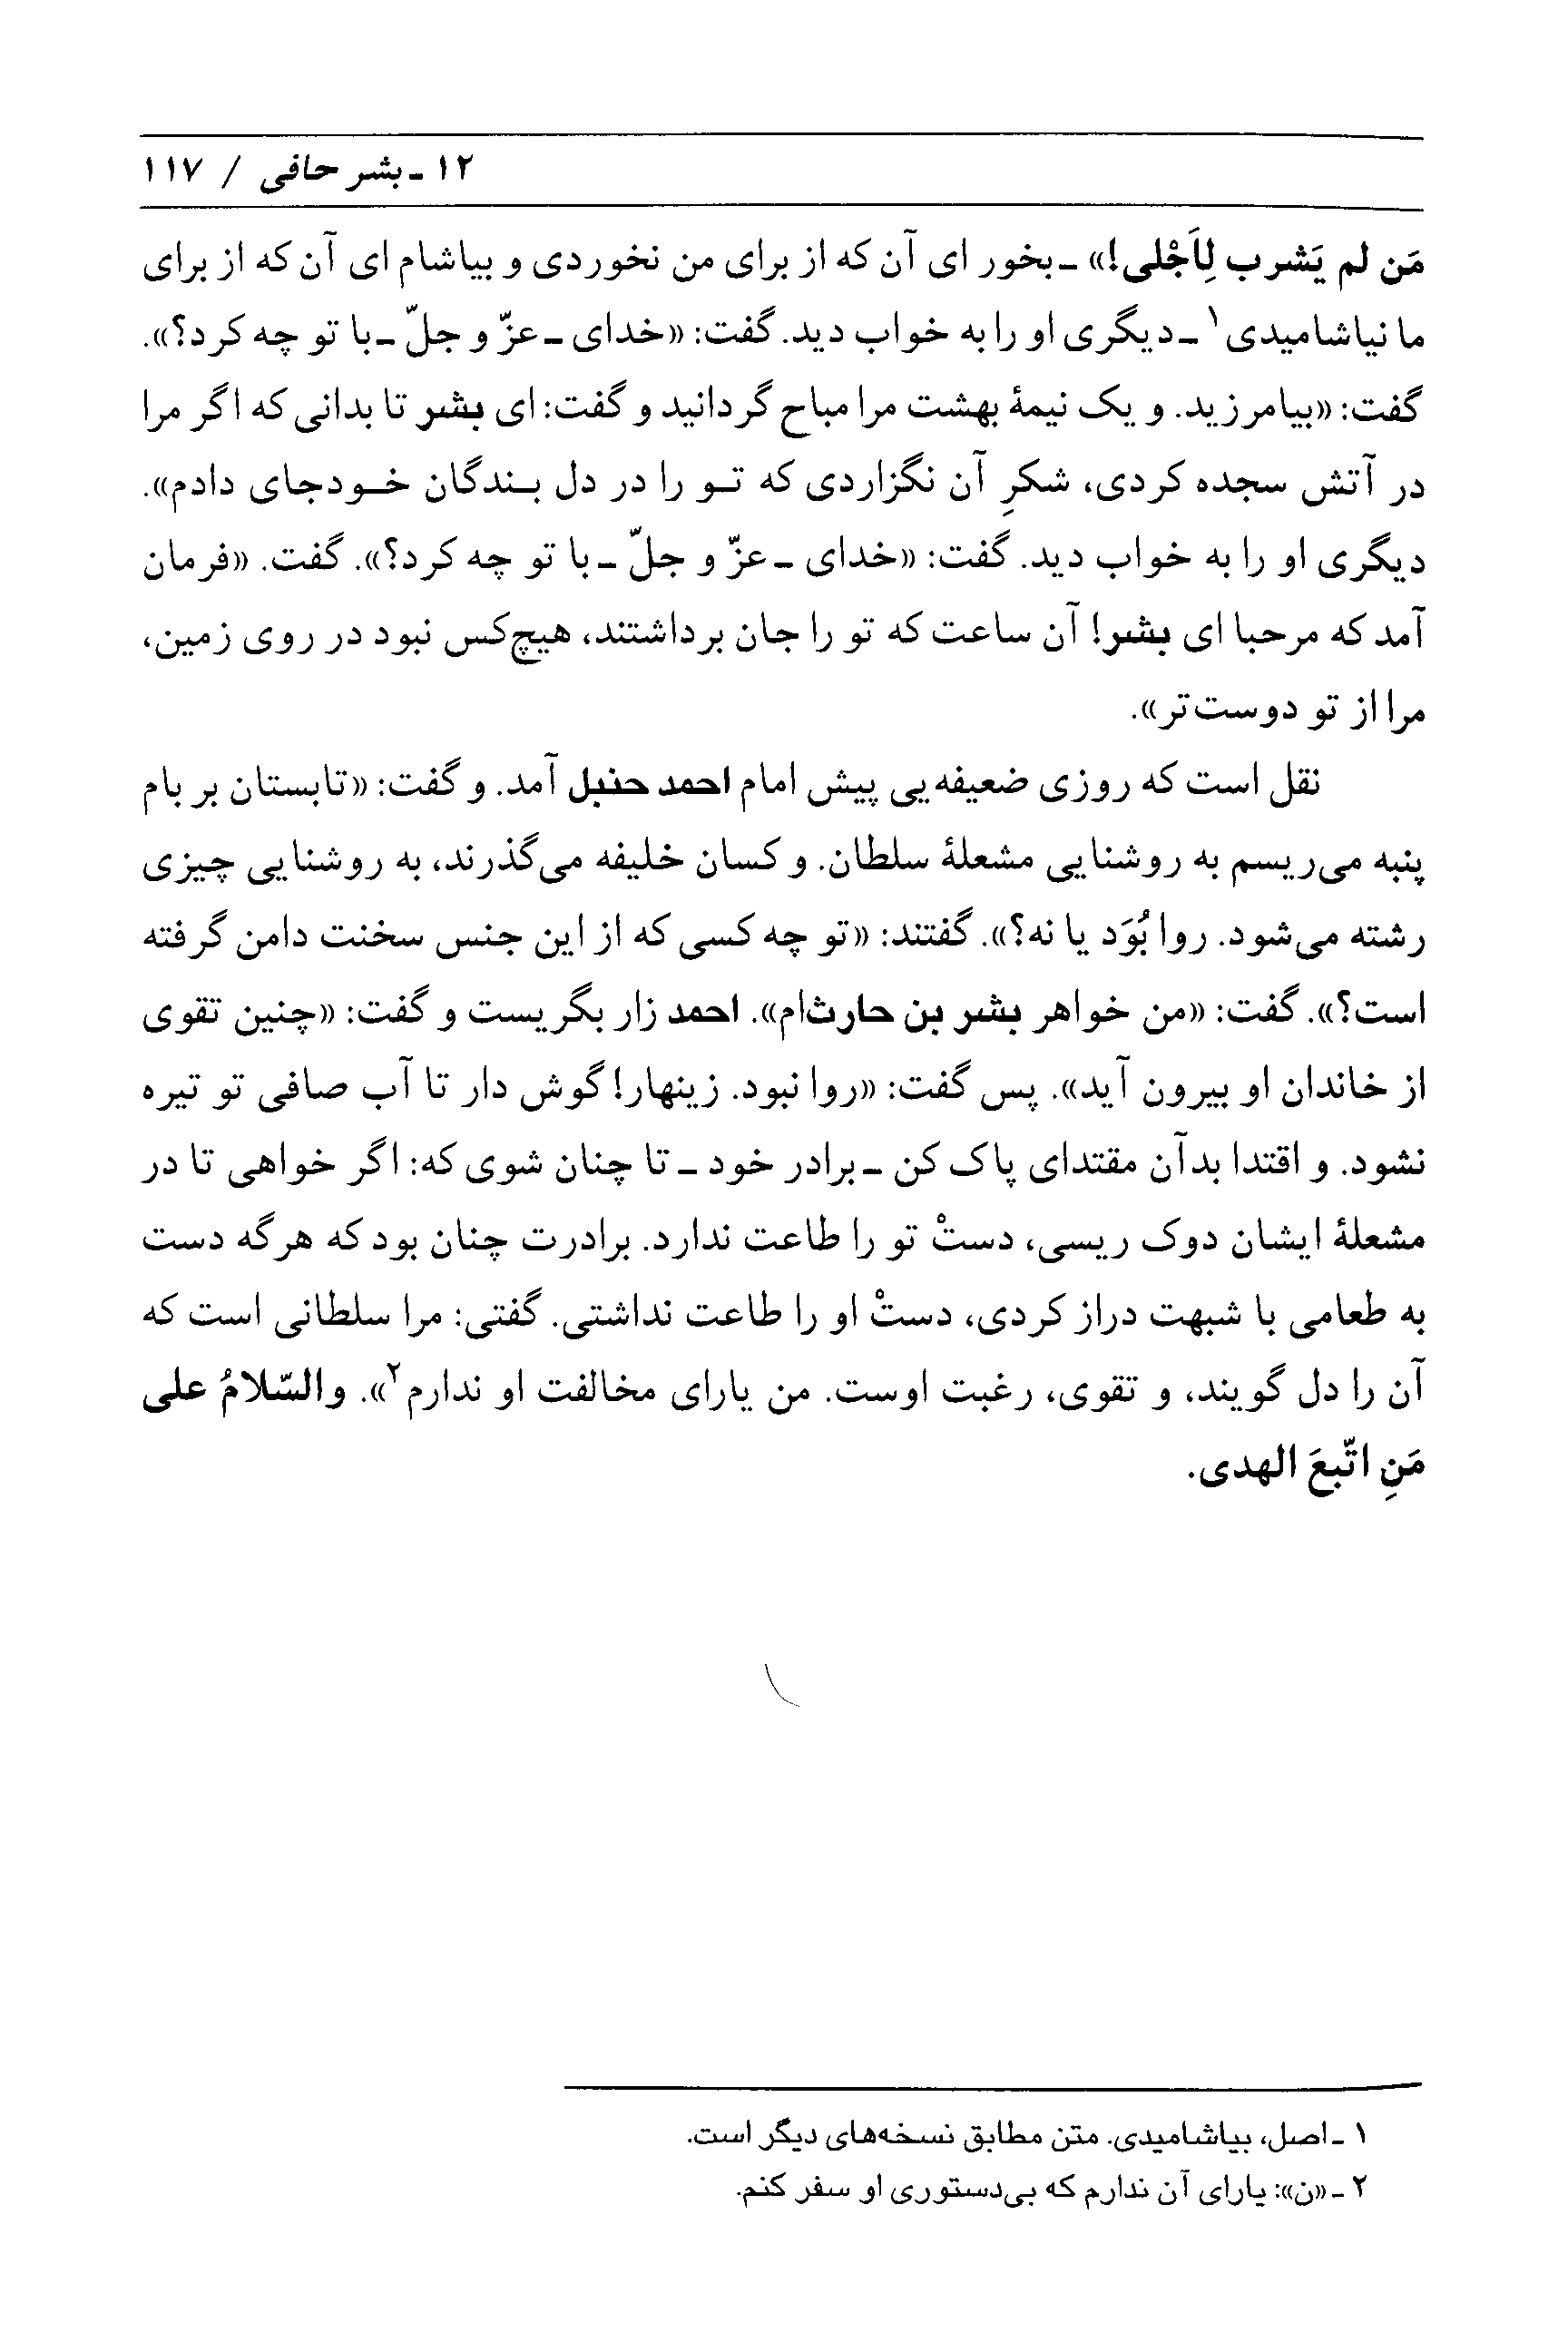 ۱۲ ـ بشر حافی / ۱۱۷
مَن لم یَشرب لِأَجْلی!» ـ بخور ای آن که از برای من نخوردی و بیاشام ای آن که از برای
ما نیاشامیدی۱ ـ دیگری او را به خواب دید. گفت: «خدای ـ عزّ و جلّ ـ با تو چه کرد؟».
گفت: «بیامرزید. و یک نیمهٔ بهشت مرا مباح گردانید و گفت: ای بشر تا بدانی که اگر مرا
در آتش سجده کردی، شکرِ آن نگزاردی که تو را در دل بندگان خودجای دادم».
دیگری او را به خواب دید. گفت: «خدای ـ عزّ و جلّ ـ با تو چه کرد؟». گفت. «فرمان
آمد که مرحبا ای بشر! آن ساعت که تو را جان برداشتند، هیچ‌کس نبود در روی زمین،
مرا از تو دوست‌تر».
نقل است که روزی ضعیفه‌یی پیش امام احمد حنبل آمد. و گفت: «تابستان بر بام
پنبه می‌ریسم به روشنایی مشعلهٔ سلطان. و کسان خلیفه می‌گذرند، به روشنایی چیزی
رشته می‌شود. روا بُوَد یا نه؟». گفتند: «تو چه کسی که از این جنس سخنت دامن گرفته
است؟». گفت: «من خواهر بشر بن حارث‌ام». احمد زار بگریست و گفت: «چنین تقوی
از خاندان او بیرون آید». پس گفت: «روا نبود. زینهار! گوش دار تا آب صافی تو تیره
نشود. و اقتدا بدآن مقتدای پاک کن ـ برادر خود ـ تا چنان شوی که: اگر خواهی تا در
مشعلهٔ ایشان دوک ریسی، دستْ تو را طاعت ندارد. برادرت چنان بود که هرگه دست
به طعامی با شبهت دراز کردی، دستْ او را طاعت نداشتی. گفتی: مرا سلطانی است که
آن را دل گویند، و تقوی، رغبت اوست. من یارای مخالفت او ندارم۲». والسّلامُ علی
مَنِ اتّبعَ الهدی.
۱ ـ اصل، بیاشامیدی. متن مطابق نسخه‌های دیگر است.
۲ ـ «ن»: یارای آن ندارم که بی‌دستوری او سفر کنم.